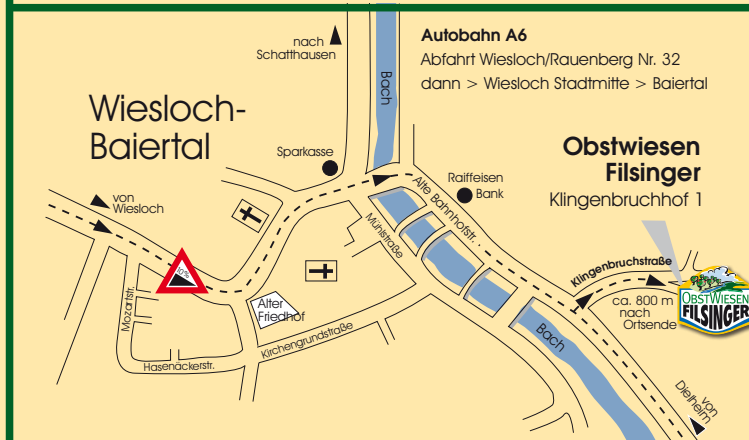 nach
Schatthausen
Autobahn A6
Abfahrt Wiesloch/Rauenberg Nr. 32
dann > Wiesloch Stadtmitte > Baiertal
Bach
Wiesloch-
Baiertal
Sparkasse
Raiffeisen
Bank
Obstwiesen
Filsinger
Klingenbruchhof 1
von
Wiesloch
Alte Bahnhofstr.
Mühlstraße
10%
Klingenbruchstraße
ca. 800 m
nach
Ortsende
OBSTWIESEN
FILSINGER
Mozartstr.
Alter
Friedhof
Kirchengrundstraße
Hasenäckerstr.
Bach
von
Dielheim